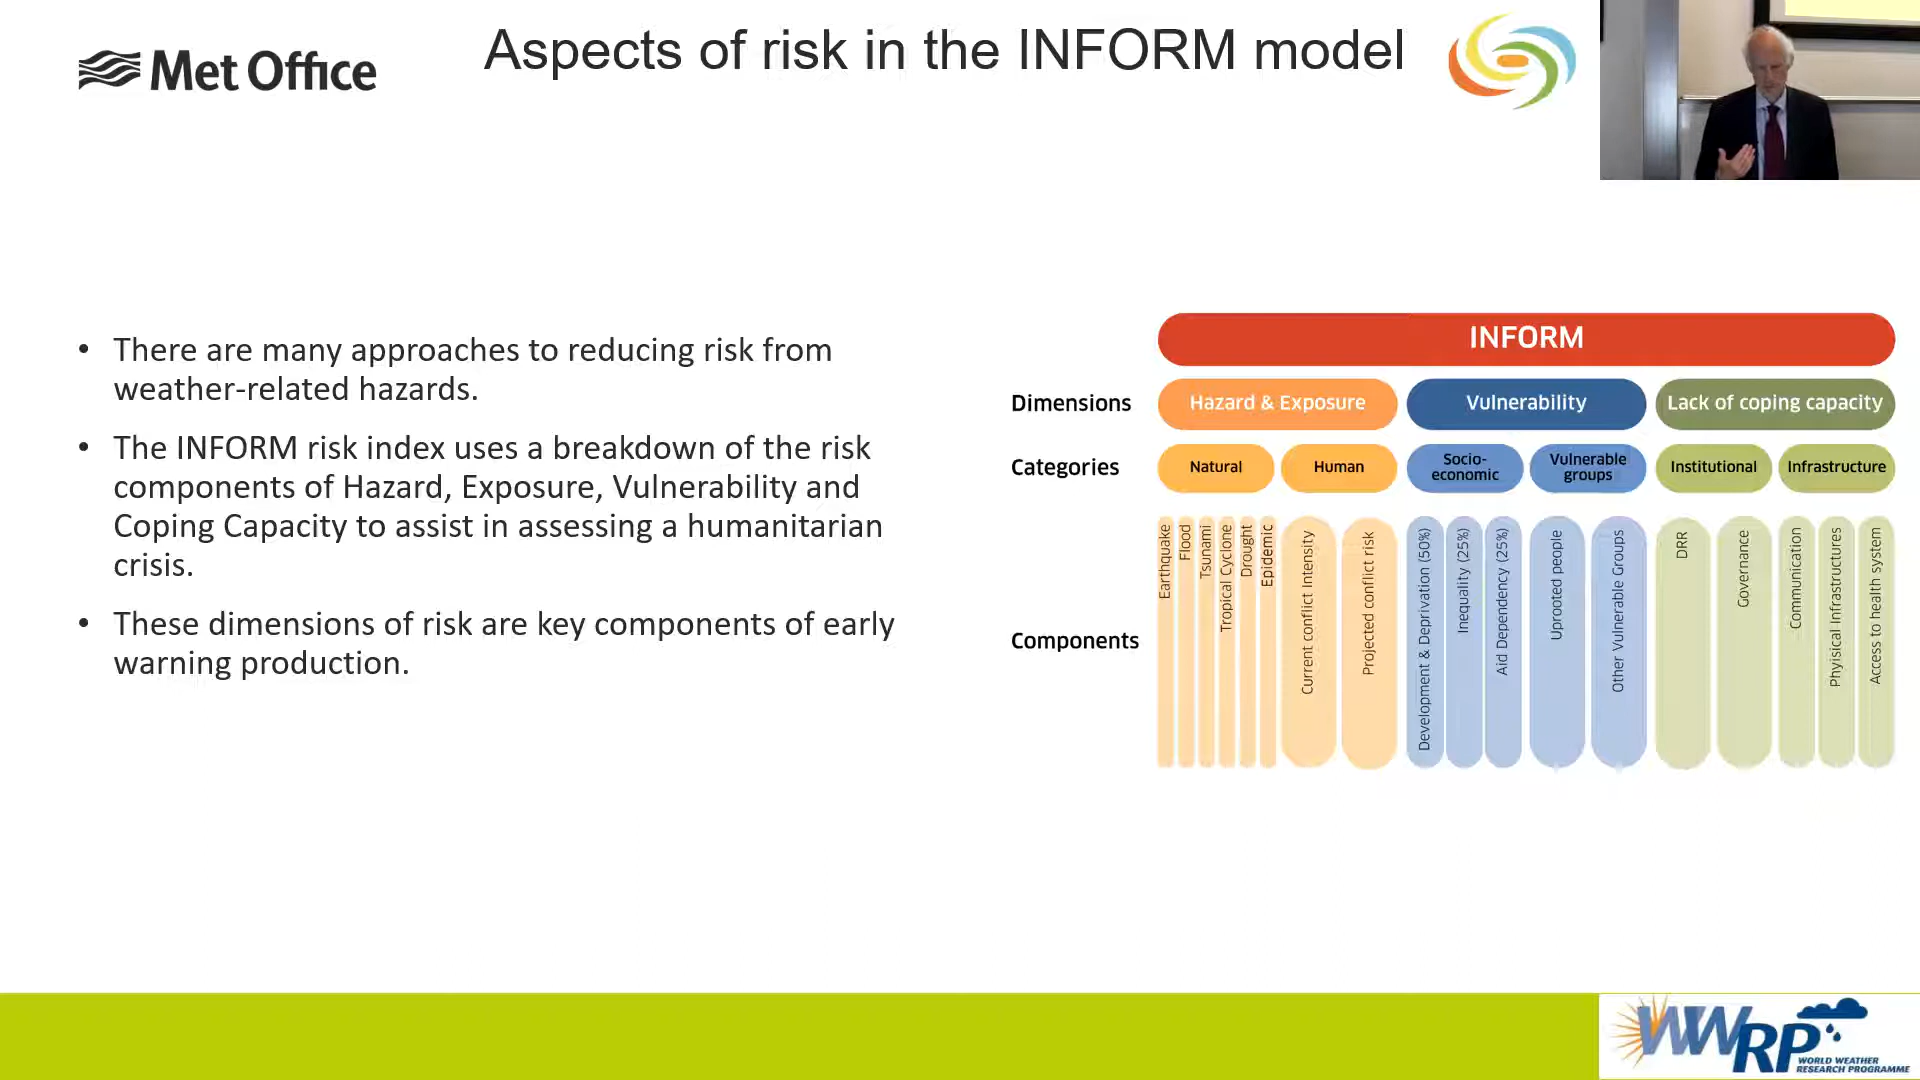 Met Office
Aspects of risk in the INFORM model
• There are many approaches to reducing risk from
weather-related hazards.
• The INFORM risk index uses a breakdown of the risk
components of Hazard, Exposure, Vulnerability and
Coping Capacity to assist in assessing a humanitarian
crisis.
• These dimensions of risk are key components of early
warning production.
INFORM
Dimensions
Hazard & Exposure
Vulnerability
Lack of coping capacity
Categories
Natural
Human
Socio-
economic
Vulnerable
groups
Institutional
Infrastructure
Components
Earthquake
Flood
Tsunami
Tropical Cyclone
Drought
Epidemic
Current conflict Intensity
Projected conflict risk
Development & Deprivation (50%)
Inequality (25%)
Aid Dependency (25%)
Uprooted people
Other Vulnerable Groups
DRR
Governance
Communication
Phyisical Infrastructures
Access to health system
WWRP
WORLD WEATHER
RESEARCH PROGRAMME